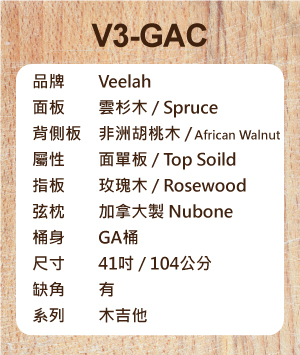 V3-GAC
品牌 Veelah
面板 雲杉木 / Spruce
背側板 非洲胡桃木 / African Walnut
屬性 面單板 / Top Soild
指板 玫瑰木 / Rosewood
弦枕 加拿大製 Nubone
桶身 GA桶
尺寸 41吋 / 104公分
缺角 有
系列 木吉他